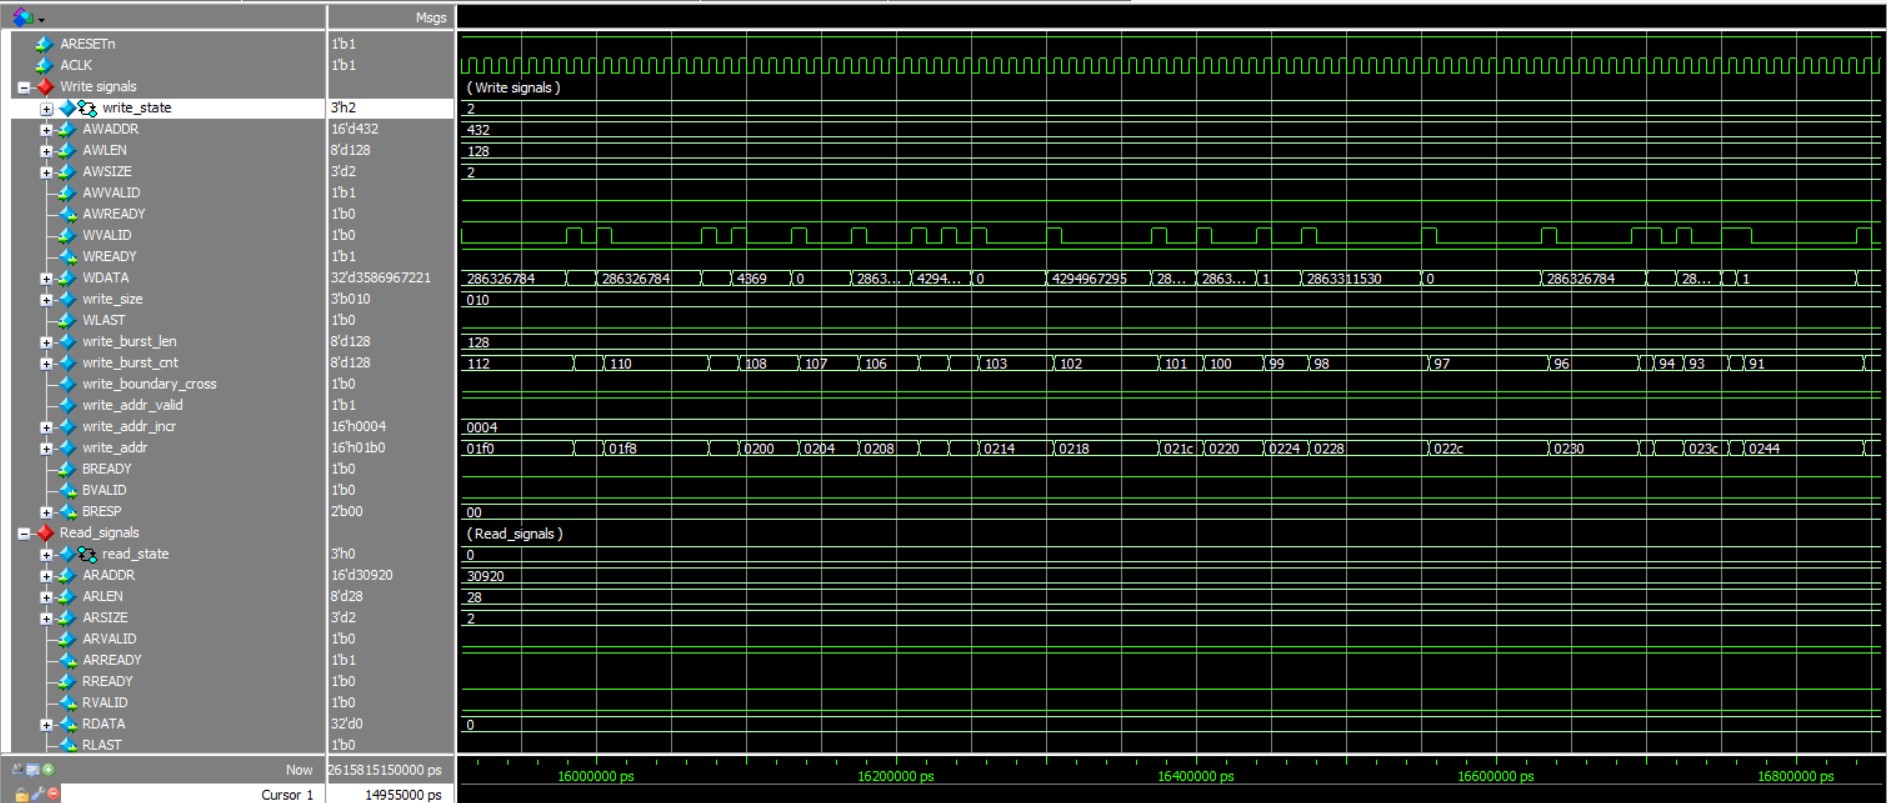 Msgs
ARESETn 1'b1
ACLK 1'b1
Write signals ( Write signals )
write_state 3'h2 2
AWADDR 16'd432 432
AWLEN 8'd128 128
AWSIZE 3'd2 2
AWVALID 1'b1
AWREADY 1'b0
WVALID 1'b0
WREADY 1'b1
WDATA 32'd3586967221 286326784 286326784 4369 0 2863... 4294... 0 4294967295 28... 2863... 1 2863311530 0 286326784 28... 1
write_size 3'b010 010
WLAST 1'b0
write_burst_len 8'd128 128
write_burst_cnt 8'd128 112 110 108 107 106 103 102 101 100 99 98 97 96 94 93 91
write_boundary_cross 1'b0
write_addr_valid 1'b1
write_addr_incr 16'h0004 0004
write_addr 16'h01b0 01f0 01f8 0200 0204 0208 0214 0218 021c 0220 0224 0228 022c 0230 023c 0244
BREADY 1'b0
BVALID 1'b0
BRESP 2'b00 00
Read_signals ( Read_signals )
read_state 3'h0 0
ARADDR 16'd30920 30920
ARLEN 8'd28 28
ARSIZE 3'd2 2
ARVALID 1'b0
ARREADY 1'b1
RREADY 1'b0
RVALID 1'b0
RDATA 32'd0 0
RLAST 1'b0
Now 2615815150000 ps 16000000 ps 16200000 ps 16400000 ps 16600000 ps 16800000 ps
Cursor 1 14955000 ps